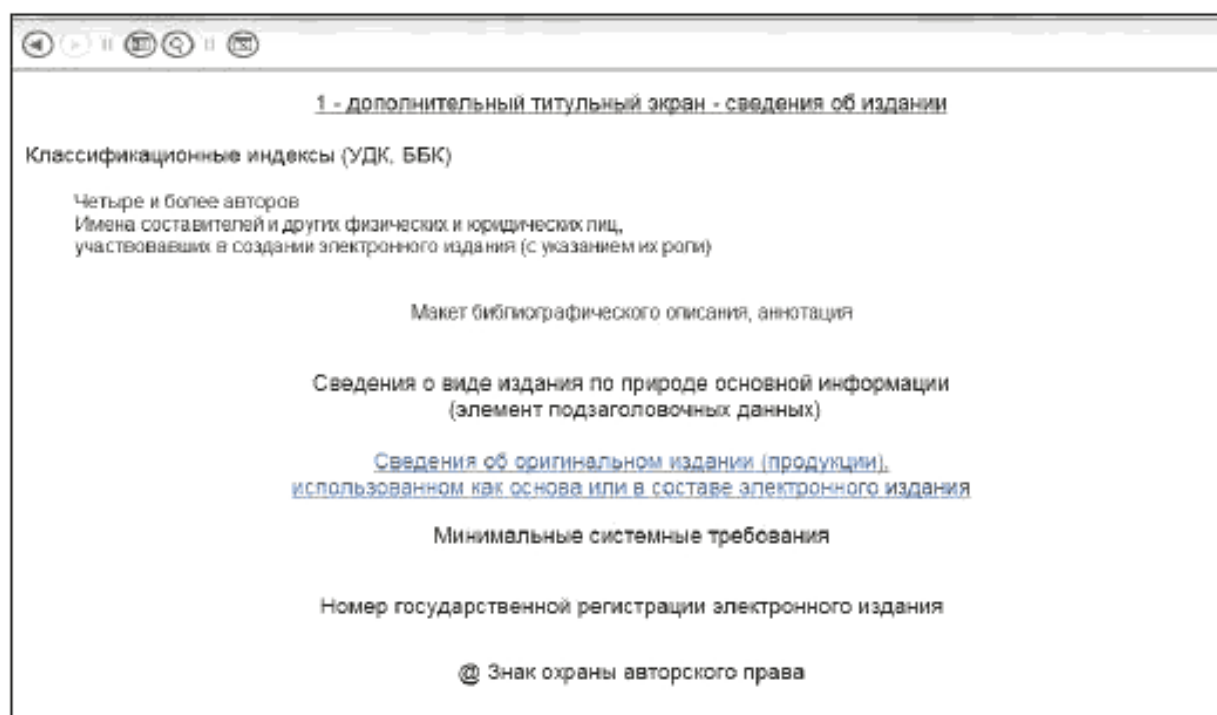 1 - дополнительный титульный экран - сведения об издании
Классификационные индексы (УДК, ББК)
Четыре и более авторов
Имена составителей и других физических и юридических лиц,
участвовавших в создании электронного издания (с указанием их роли)
Макет библиографического описания, аннотация
Сведения о виде издания по природе основной информации
(элемент подзаголовочных данных)
Сведения об оригинальном издании (продукции),
использованном как основа или в составе электронного издания
Минимальные системные требования
Номер государственной регистрации электронного издания
@ Знак охраны авторского права